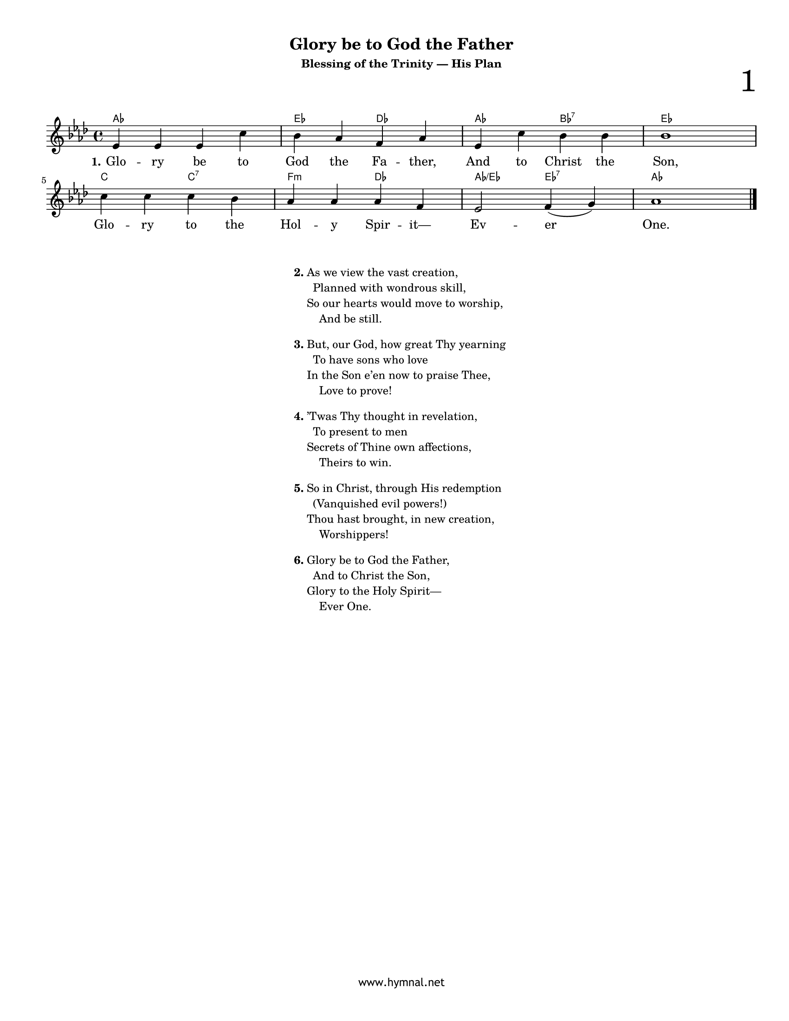 Glory be to God the Father
Blessing of the Trinity — His Plan
1
A♭ E♭ D♭ A♭ B♭7 E♭
1. Glo - ry be to God the Fa - ther, And to Christ the Son,
5
C C7 Fm D♭ A♭/E♭ E♭7 A♭
Glo - ry to the Hol - y Spir - it— Ev - er One.
2. As we view the vast creation,
Planned with wondrous skill,
So our hearts would move to worship,
And be still.
3. But, our God, how great Thy yearning
To have sons who love
In the Son e’en now to praise Thee,
Love to prove!
4. ’Twas Thy thought in revelation,
To present to men
Secrets of Thine own affections,
Theirs to win.
5. So in Christ, through His redemption
(Vanquished evil powers!)
Thou hast brought, in new creation,
Worshippers!
6. Glory be to God the Father,
And to Christ the Son,
Glory to the Holy Spirit—
Ever One.
www.hymnal.net